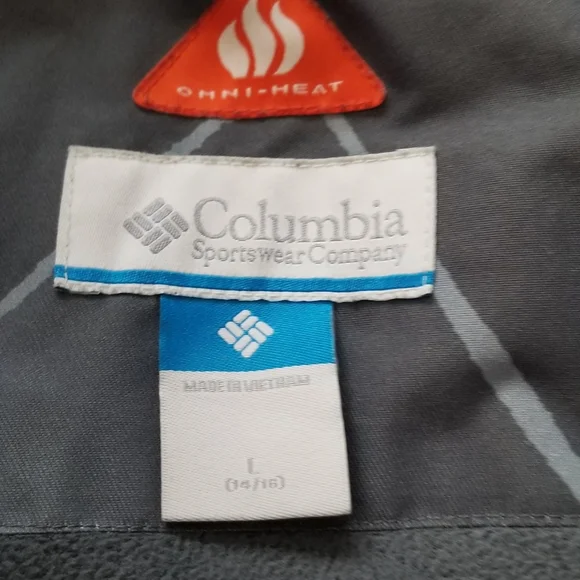 OMNI-HEAT
Columbia
Sportswear Company
MADE IN VIETNAM
L
(14/16)